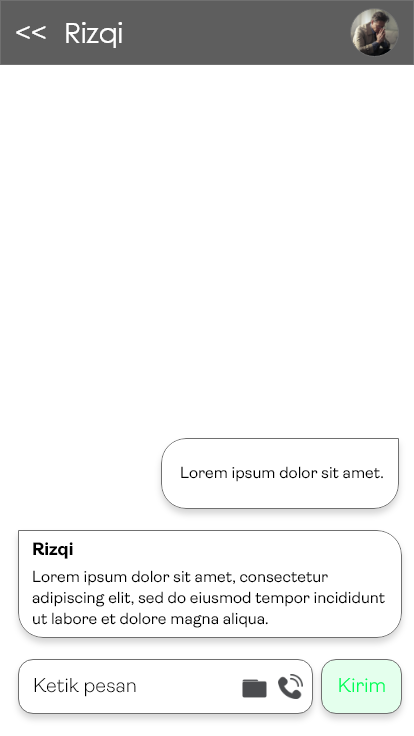 << Rizqi
Lorem ipsum dolor sit amet.
Rizqi
Lorem ipsum dolor sit amet, consectetur
adipiscing elit, sed do eiusmod tempor incididunt
ut labore et dolore magna aliqua.
Ketik pesan
Kirim